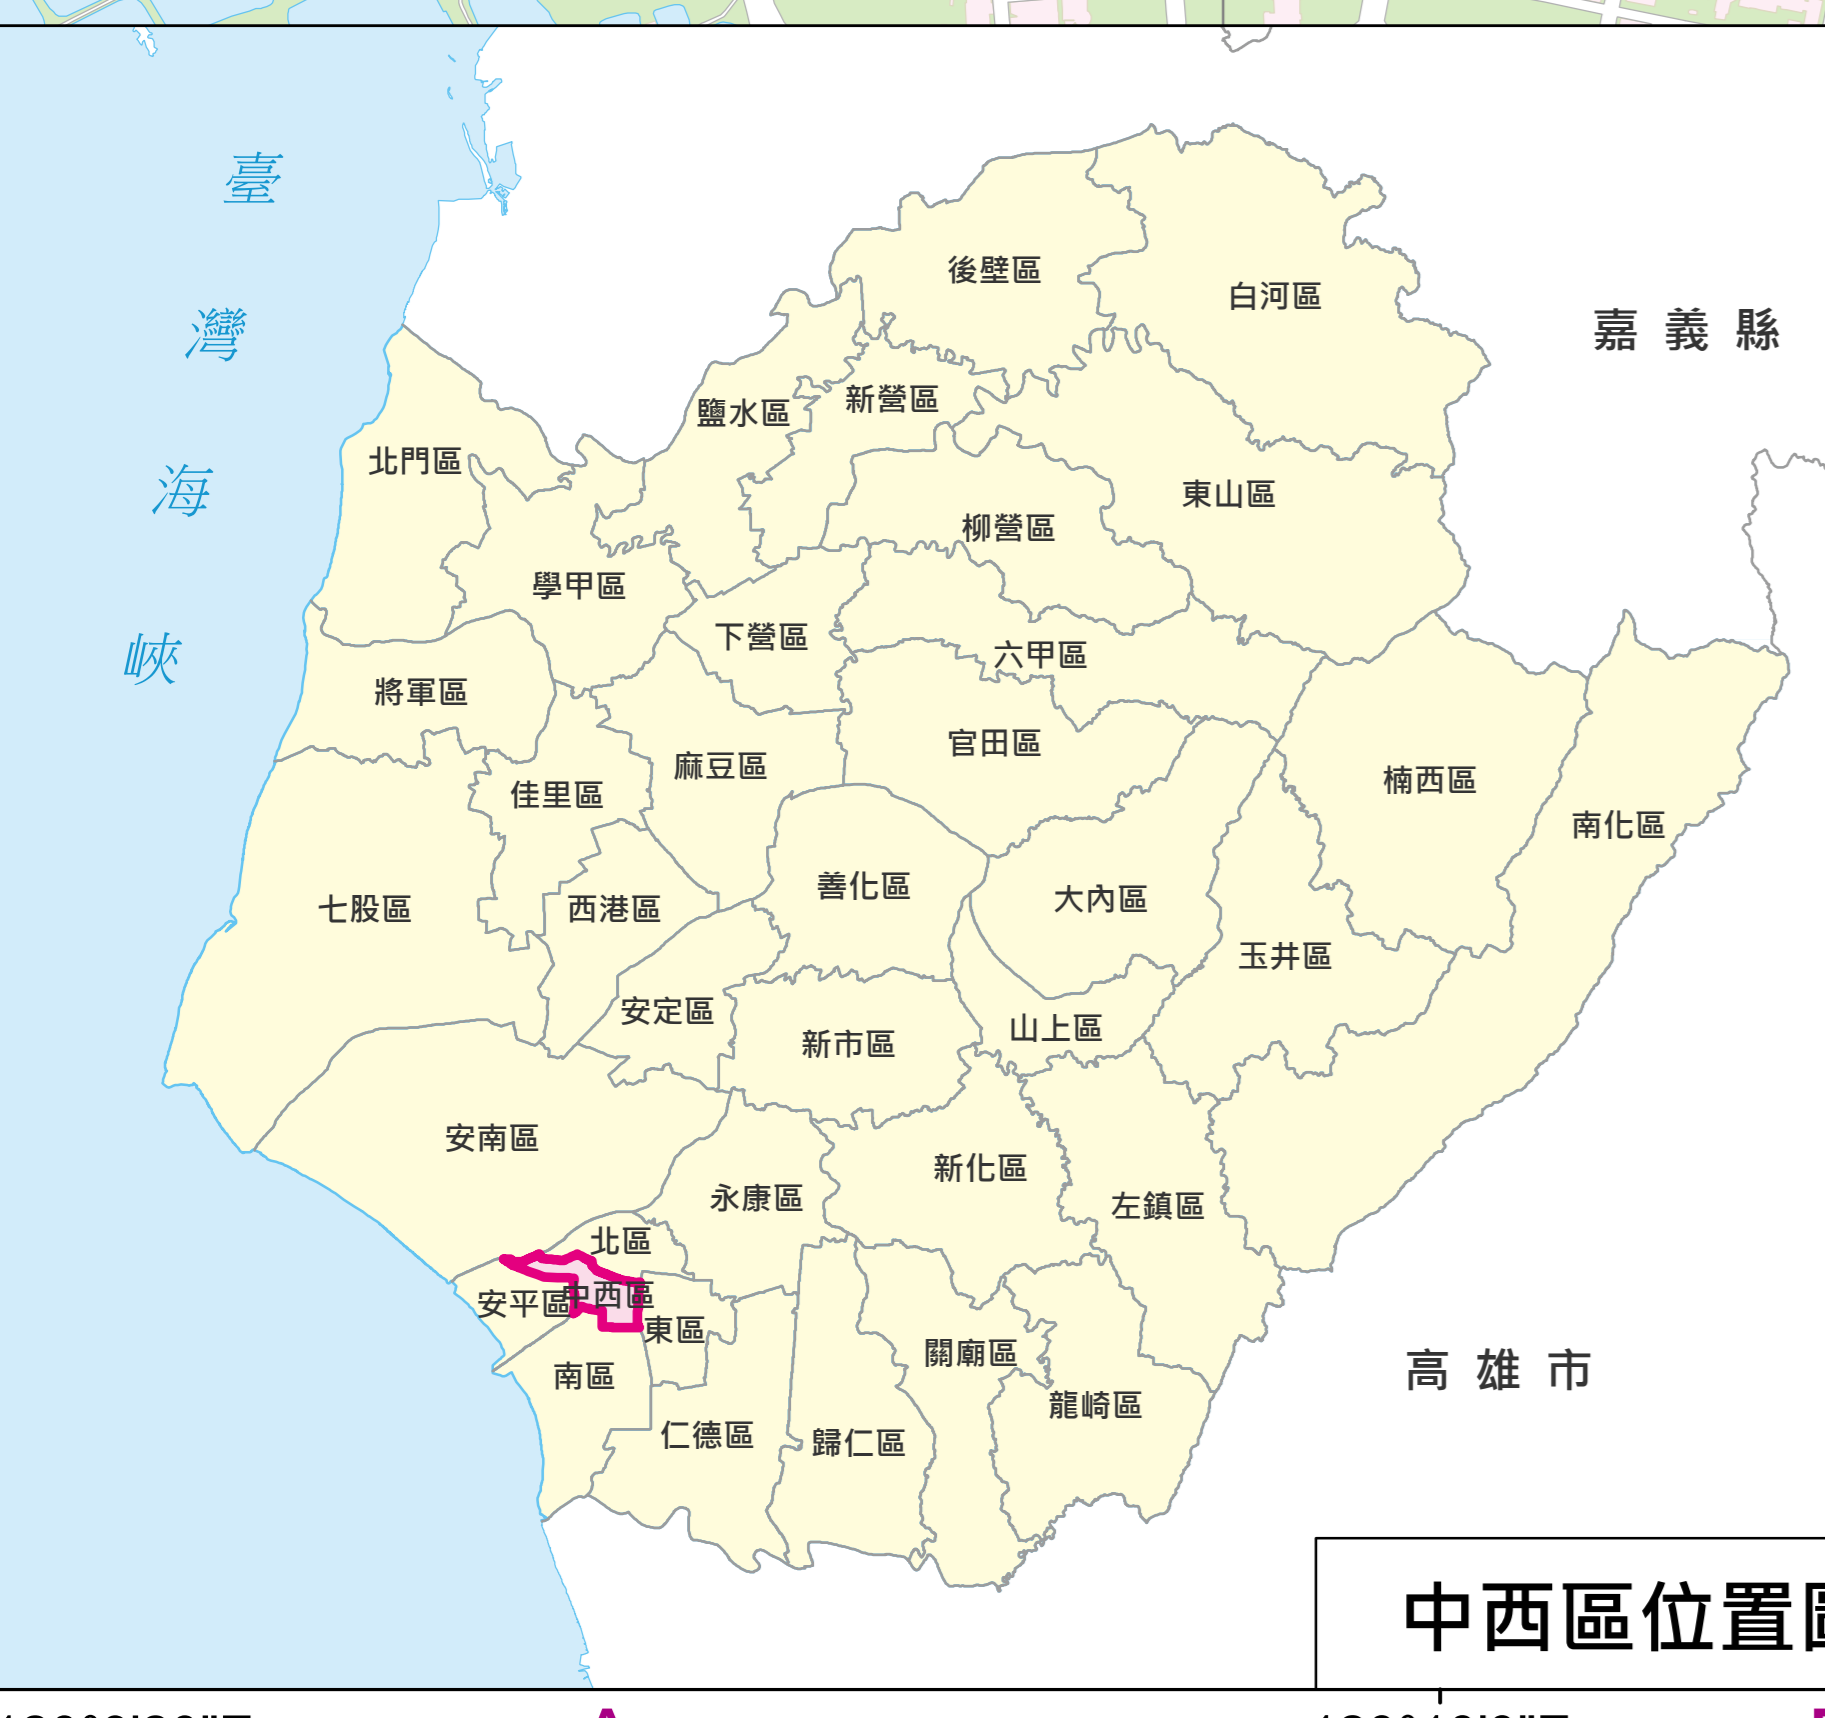 臺灣海峽
嘉義縣
後壁區
白河區
新營區
鹽水區
北門區
東山區
柳營區
學甲區
下營區
六甲區
將軍區
官田區
麻豆區
楠西區
佳里區
南化區
善化區
大內區
七股區
西港區
玉井區
安定區
山上區
新市區
安南區
新化區
永康區
左鎮區
北區
中西區
安平區
東區
關廟區
高雄市
南區
龍崎區
仁德區
歸仁區
中西區位置圖